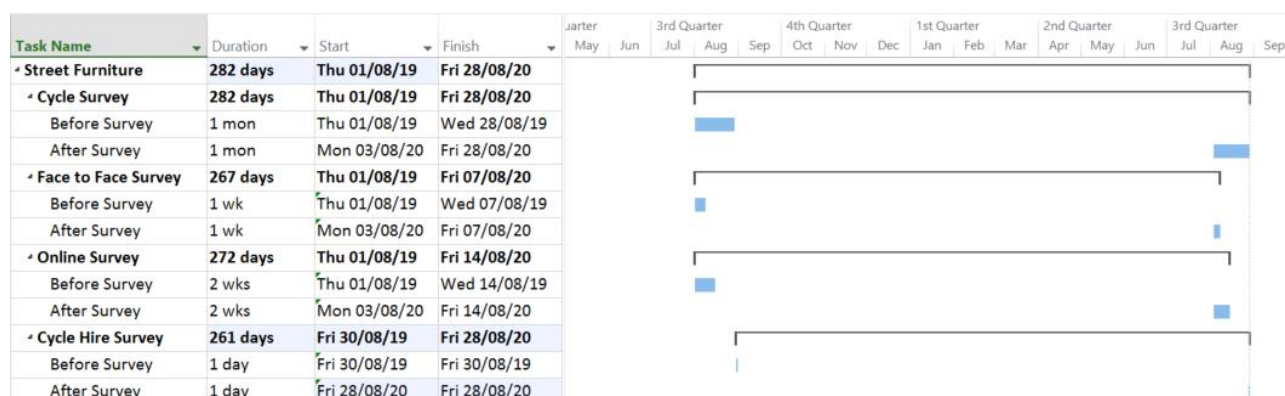 uarter 3rd Quarter 4th Quarter 1st Quarter 2nd Quarter 3rd Quarter
Task Name Duration Start Finish May Jun Jul Aug Sep Oct Nov Dec Jan Feb Mar Apr May Jun Jul Aug Sep
Street Furniture 282 days Thu 01/08/19 Fri 28/08/20
Cycle Survey 282 days Thu 01/08/19 Fri 28/08/20
Before Survey 1 mon Thu 01/08/19 Wed 28/08/19
After Survey 1 mon Mon 03/08/20 Fri 28/08/20
Face to Face Survey 267 days Thu 01/08/19 Fri 07/08/20
Before Survey 1 wk Thu 01/08/19 Wed 07/08/19
After Survey 1 wk Mon 03/08/20 Fri 07/08/20
Online Survey 272 days Thu 01/08/19 Fri 14/08/20
Before Survey 2 wks Thu 01/08/19 Wed 14/08/19
After Survey 2 wks Mon 03/08/20 Fri 14/08/20
Cycle Hire Survey 261 days Fri 30/08/19 Fri 28/08/20
Before Survey 1 day Fri 30/08/19 Fri 30/08/19
After Survey 1 day Fri 28/08/20 Fri 28/08/20